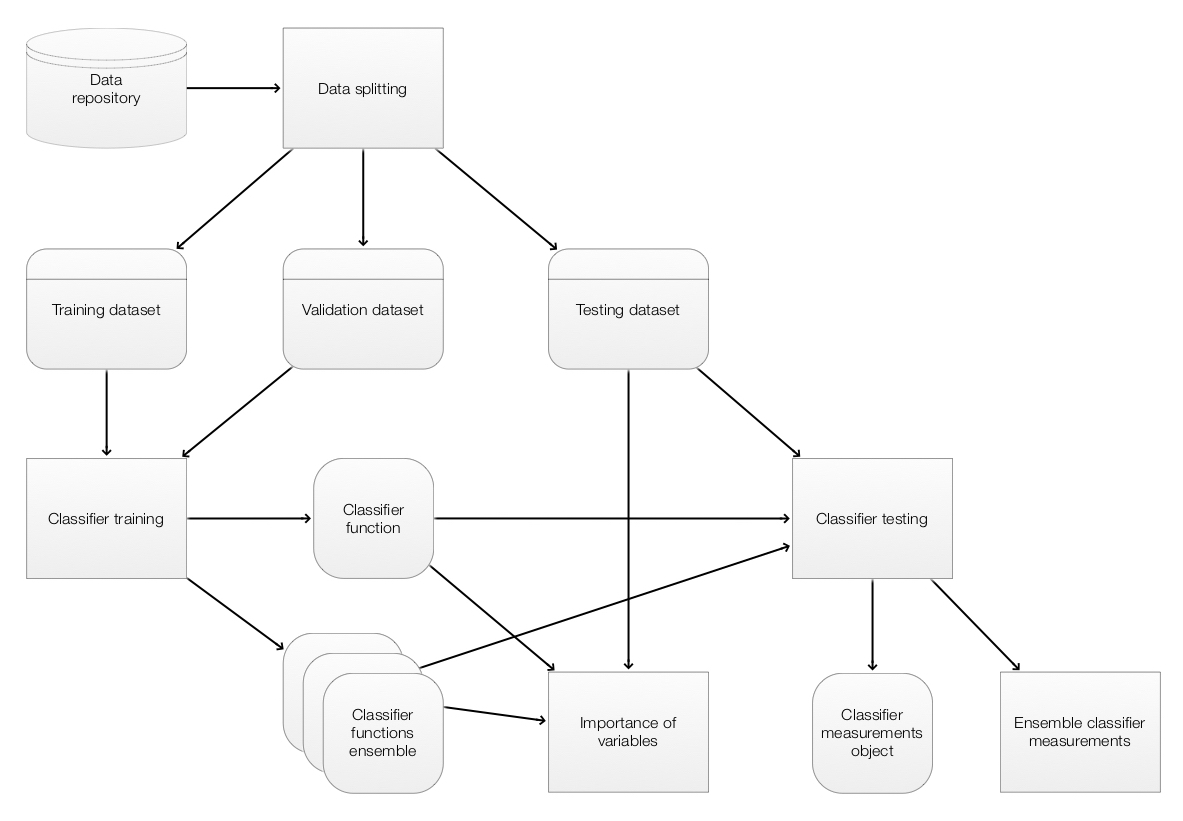 Data
repository
Data splitting
Training dataset
Validation dataset
Testing dataset
Classifier training
Classifier
function
Classifier testing
Classifier
functions
ensemble
Importance of
variables
Classifier
measurements
object
Ensemble classifier
measurements